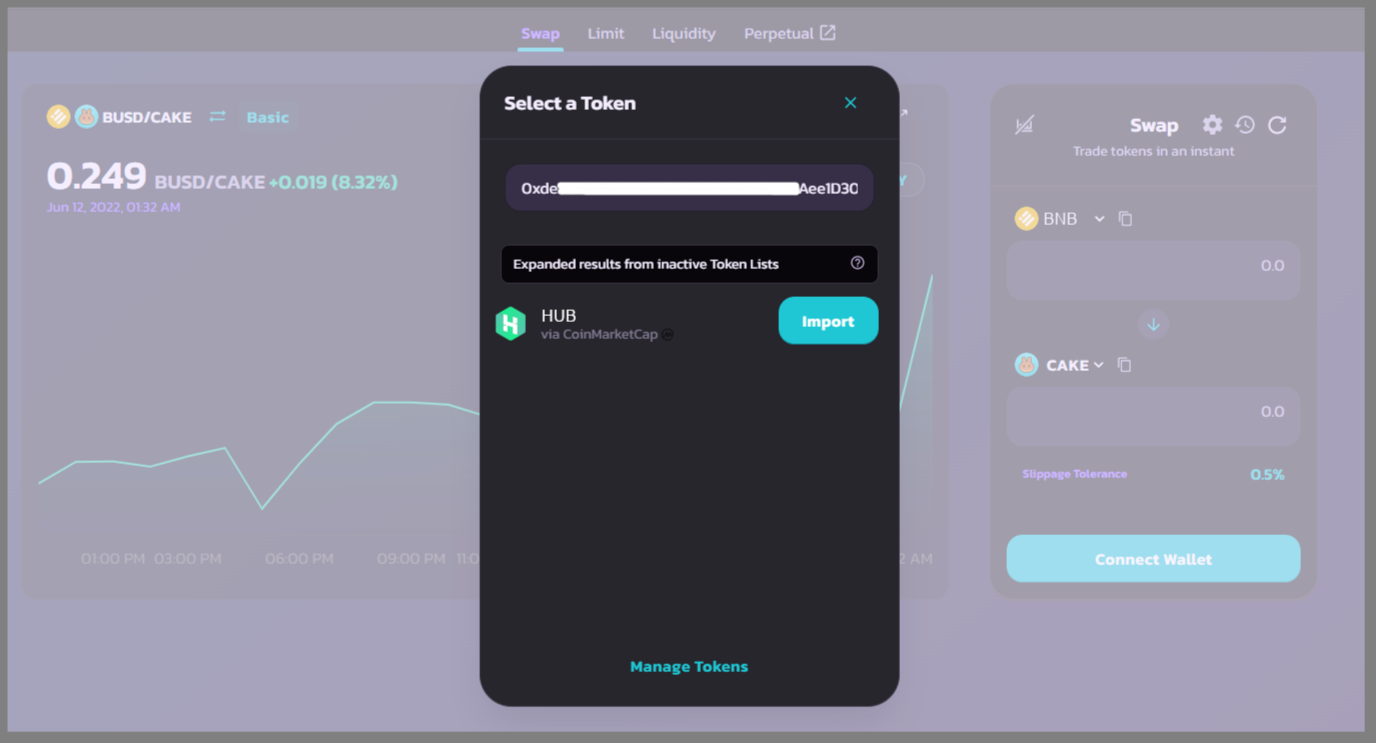 Swap Limit Liquidity Perpetual
Select a Token
BUSD/CAKE Basic
0.249 BUSD/CAKE +0.019 (8.32%)
Jun 12, 2022, 01:32 AM
0xde Aee1D30
Expanded results from inactive Token Lists
HUB
via CoinMarketCap
Import
Manage Tokens
01:00 PM 03:00 PM 06:00 PM 09:00 PM 11:0 2 AM
Swap
Trade tokens in an instant
BNB
0.0
CAKE
0.0
Slippage Tolerance 0.5%
Connect Wallet